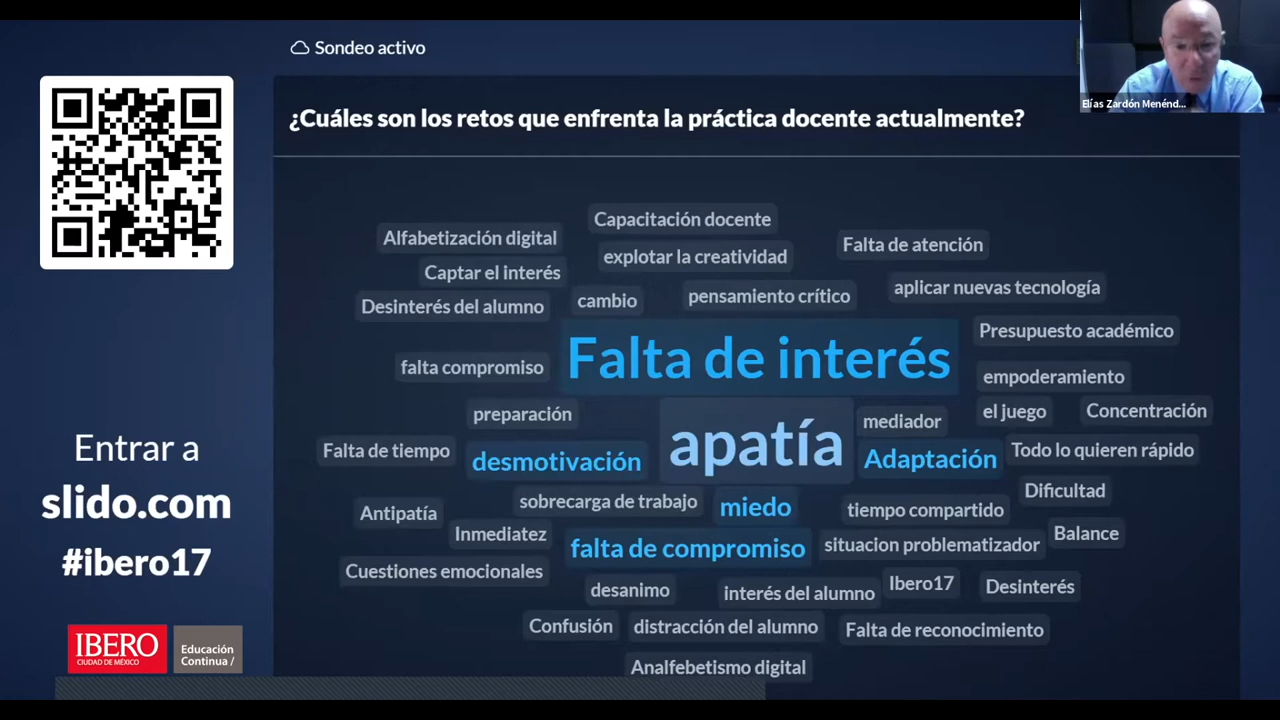 Sondeo activo
¿Cuáles son los retos que enfrenta la práctica docente actualmente?
Elías Zardón Menénd...
Capacitación docente
Alfabetización digital
Falta de atención
explotar la creatividad
Captar el interés
aplicar nuevas tecnología
pensamiento crítico
cambio
Desinterés del alumno
Presupuesto académico
Falta de interés
falta compromiso
empoderamiento
el juego
Concentración
preparación
mediador
apatía
Falta de tiempo
desmotivación
Adaptación
Todo lo quieren rápido
Dificultad
sobrecarga de trabajo
miedo
tiempo compartido
Antipatía
Inmediatez
Balance
falta de compromiso
situacion problematizador
Cuestiones emocionales
Ibero17
Desinterés
desanimo
interés del alumno
Confusión
distracción del alumno
Falta de reconocimiento
Analfebetismo digital
Entrar a
slido.com
#ibero17
IBERO
CIUDAD DE MÉXICO
Educación
Continua /